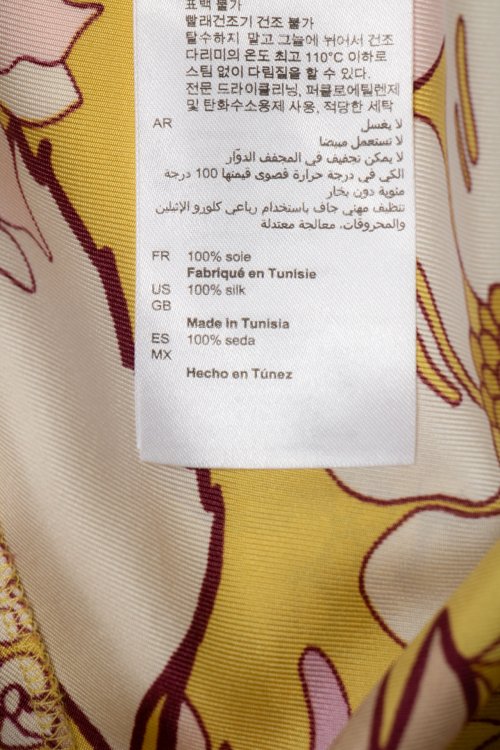 표백 불가
빨래건조기 건조 불가
탈수하지 말고 그늘에 뉘어서 건조
다리미의 온도 최고 110°C 이하로
스팀 없이 다림질을 할 수 있다.
전문 드라이클리닝, 퍼클로에틸렌제
및 탄화수소용제 사용, 적당한 세탁
AR لا يغسل
لا تستعمل مبيضا
لا يمكن تجفيف في المجفف الدوّار
الكي في درجة حرارة قصوى قيمتها 100 درجة
مئوية دون بخار
تنظيف مهني جاف باستخدام رباعي كلورو الإثيلين
والمحروقات، معالجة معتدلة
FR 100% soie
Fabriqué en Tunisie
US 100% silk
GB
Made in Tunisia
ES 100% seda
MX
Hecho en Túnez